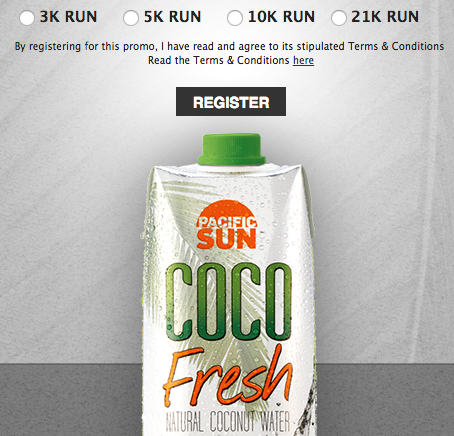 3K RUN 5K RUN 10K RUN 21K RUN
By registering for this promo, I have read and agree to its stipulated Terms & Conditions
Read the Terms & Conditions here
REGISTER
PACIFIC
SUN
COCO
Fresh
NATURAL COCONUT WATER